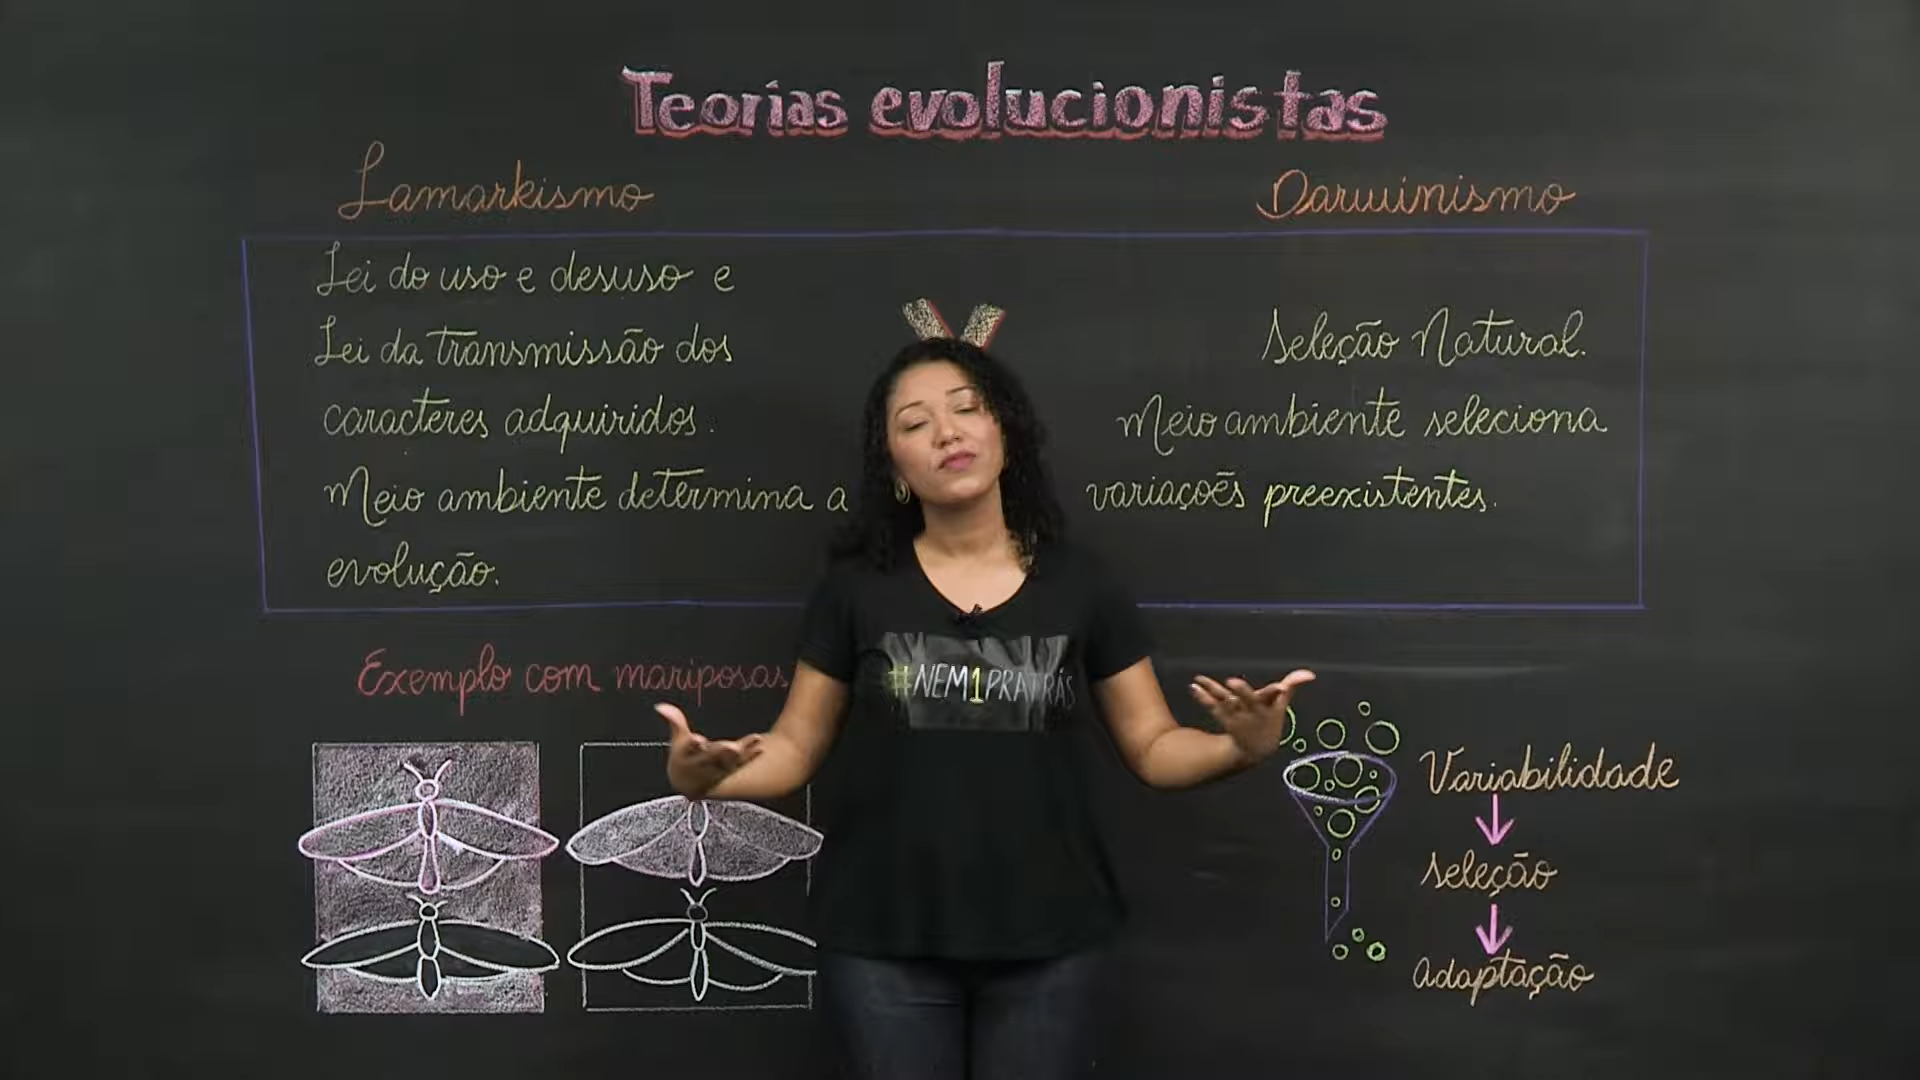 Teorias evolucionistas
Lamarkismo
Lei do uso e desuso e
Lei da transmissão dos
caracteres adquiridos.
Meio ambiente determina a
evolução.
X
Darwinismo
Seleção Natural.
Meio ambiente seleciona
variaçoẽs preexistentes.
#NEM1PRATRÁS
Exemplo com mariposas
Variabilidade
Seleção
Adaptação